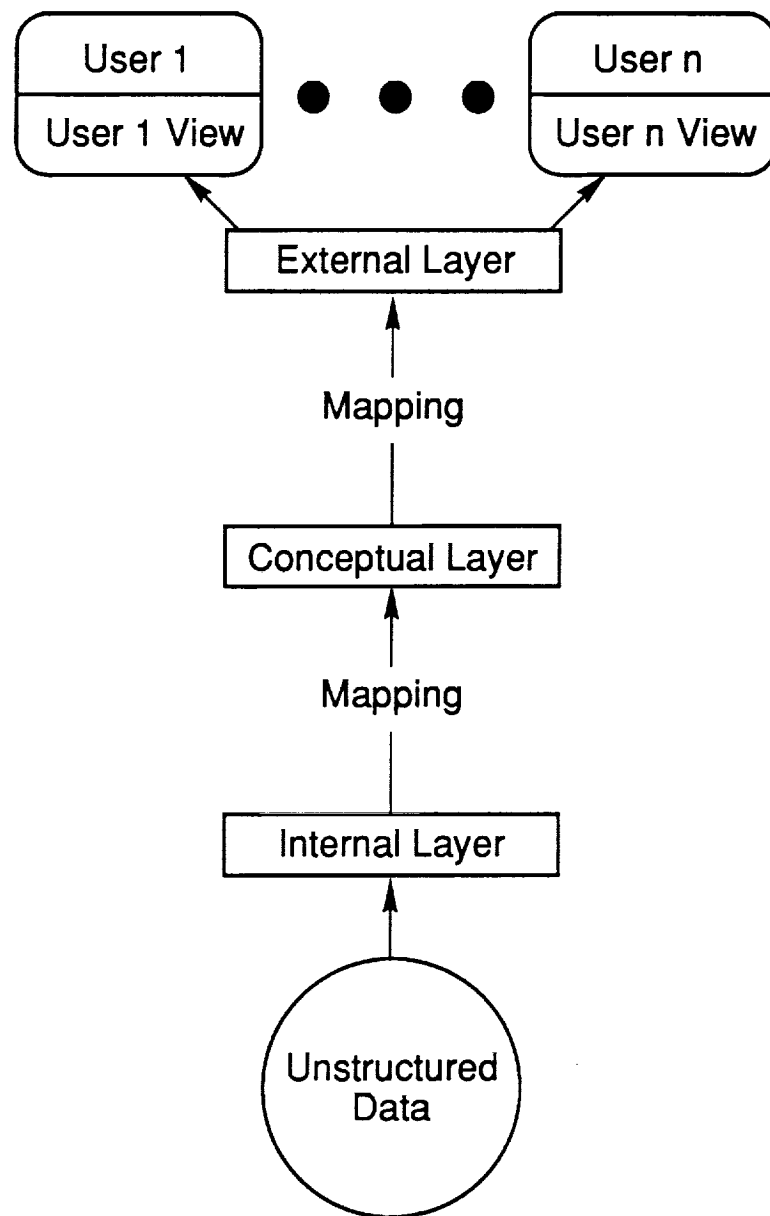 User 1
User 1 View
User n
User n View
External Layer
Mapping
Conceptual Layer
Mapping
Internal Layer
Unstructured
Data